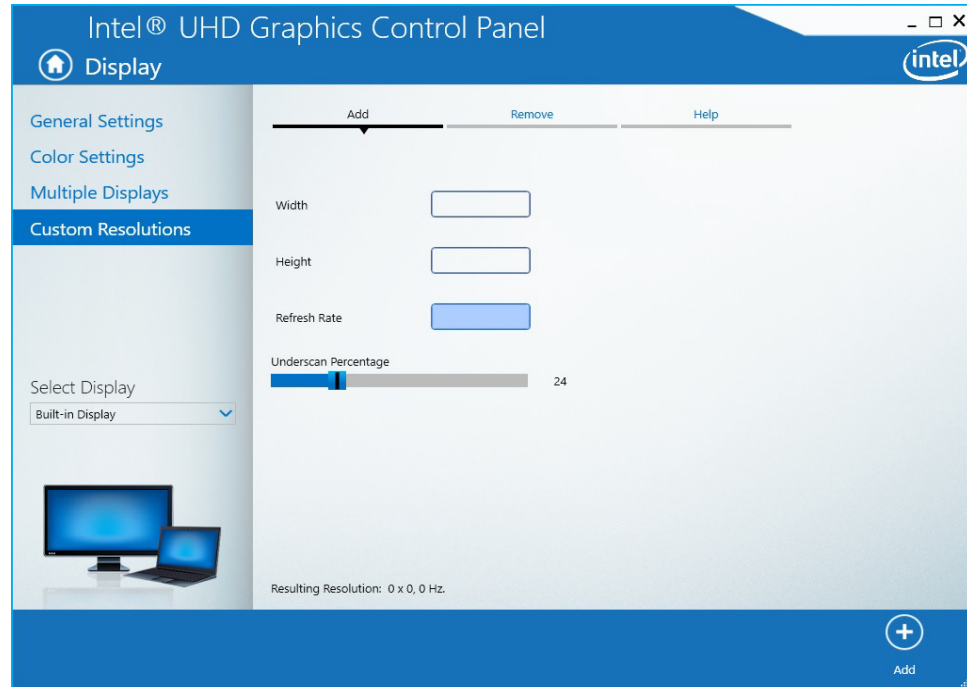 Intel® UHD Graphics Control Panel
Display
intel
General Settings
Color Settings
Multiple Displays
Custom Resolutions
Select Display
Built-in Display
Add Remove Help
Width
Height
Refresh Rate
Underscan Percentage
24
Resulting Resolution: 0 x 0, 0 Hz.
Add